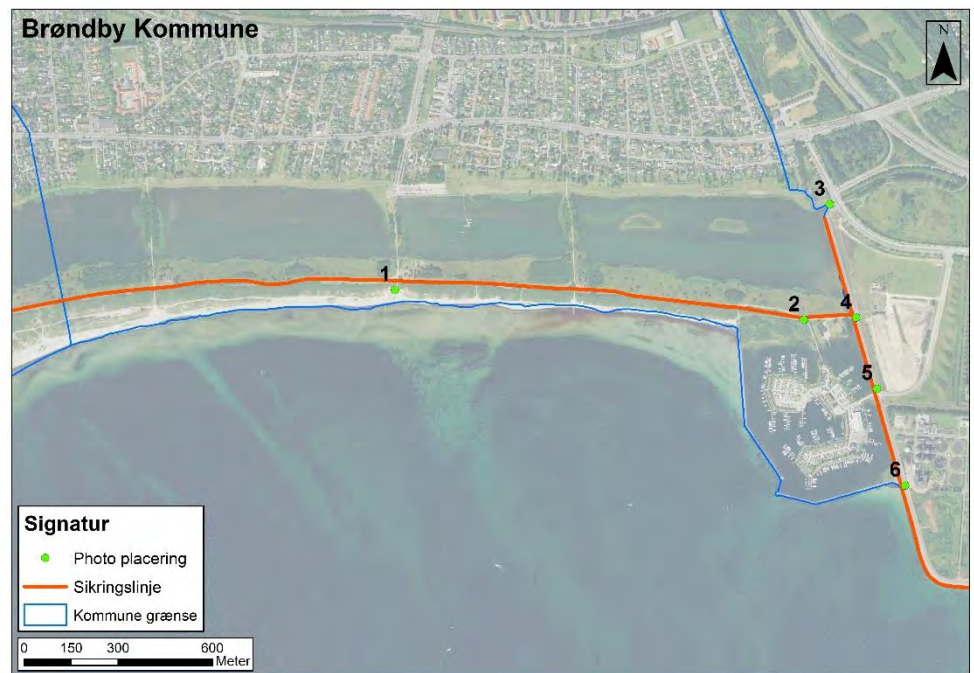 Brøndby Kommune
N
3
1
2
4
5
6
Signatur
Photo placering
Sikringslinje
Kommune grænse
0 150 300 600
Meter